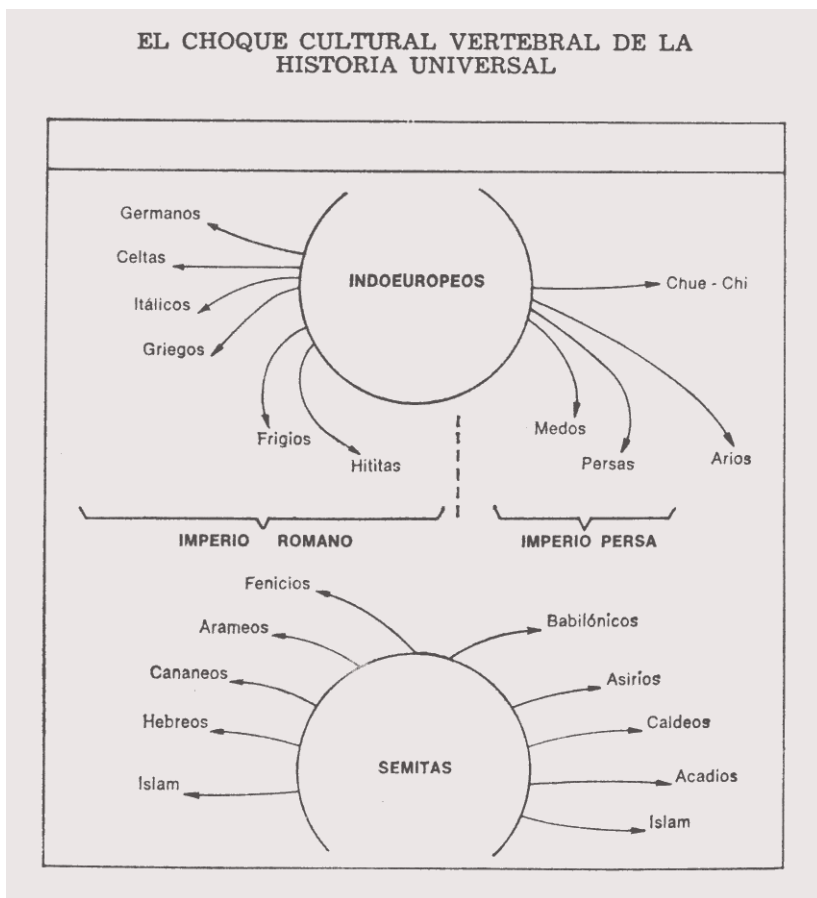 EL CHOQUE CULTURAL VERTEBRAL DE LA
HISTORIA UNIVERSAL
Germanos
Celtas
Itálicos
Griegos
Frigios
Hititas
INDOEUROPEOS
Chue - Chi
Medos
Persas
Arios
IMPERIO ROMANO
IMPERIO PERSA
Fenicios
Arameos
Cananeos
Hebreos
Islam
SEMITAS
Babilónicos
Asirios
Caldeos
Acadios
Islam